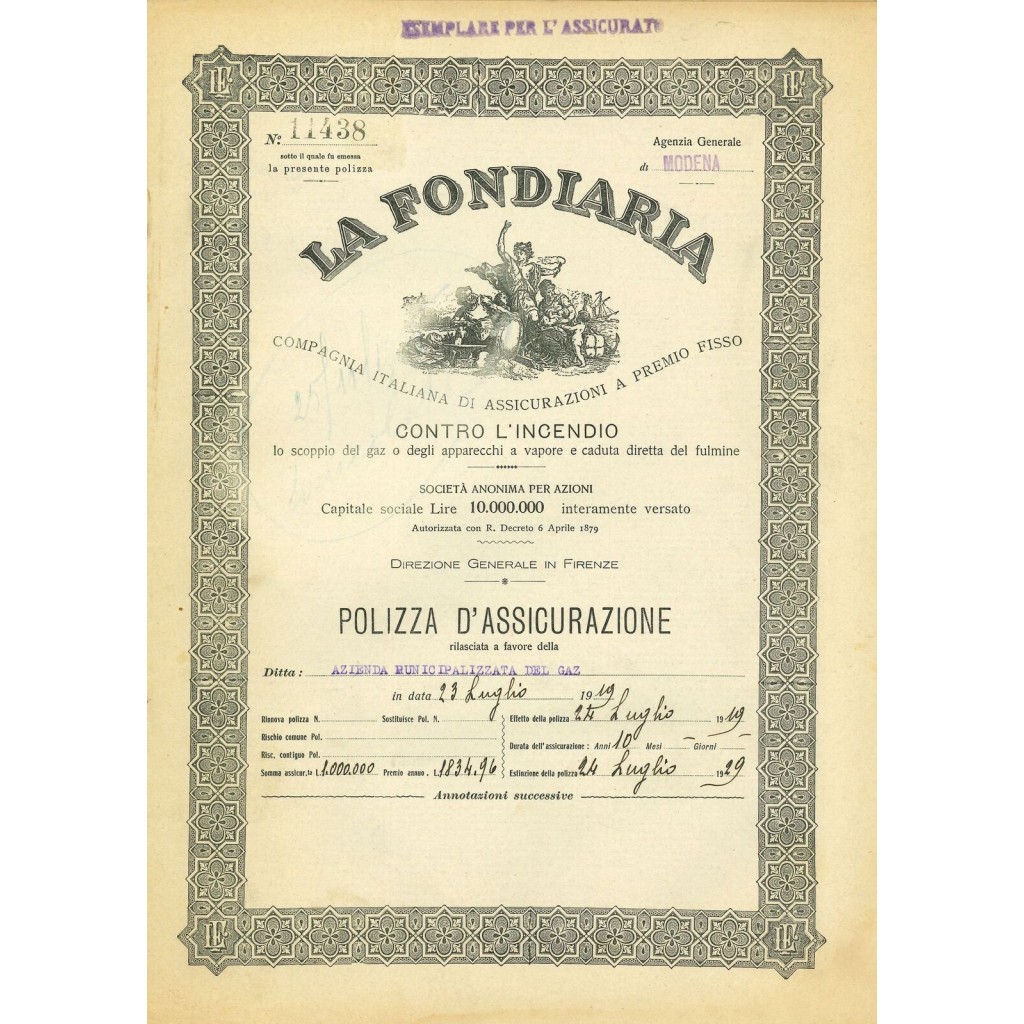 ESEMPLARE PER L'ASSICURATO
N.º 11438
sotto il quale fu emessa
la presente polizza
Agenzia Generale
di MODENA
LA FONDIARIA
COMPAGNIA ITALIANA DI ASSICURAZIONI A PREMIO FISSO
CONTRO L'INCENDIO
lo scoppio del gaz o degli apparecchi a vapore e caduta diretta del fulmine
SOCIETÀ ANONIMA PER AZIONI
Capitale sociale Lire 10.000.000 interamente versato
Autorizzata con R. Decreto 6 Aprile 1879
DIREZIONE GENERALE IN FIRENZE
POLIZZA D'ASSICURAZIONE
rilasciata a favore della
Ditta: AZIENDA MUNICIPALIZZATA DEL GAZ
in data 23 Luglio 1919
Rinnova polizza N. Sostituisce Pol. N.
Rischio comune Pol.
Risc. contiguo Pol.
Somma assicur.ta L. 1.000.000 Premio annuo L. 1834,96
Effetto della polizza 24 Luglio 1919
Durata dell'assicurazione: Anni 10 Mesi — Giorni —
Estinzione della polizza 24 Luglio 1929
Annotazioni successive